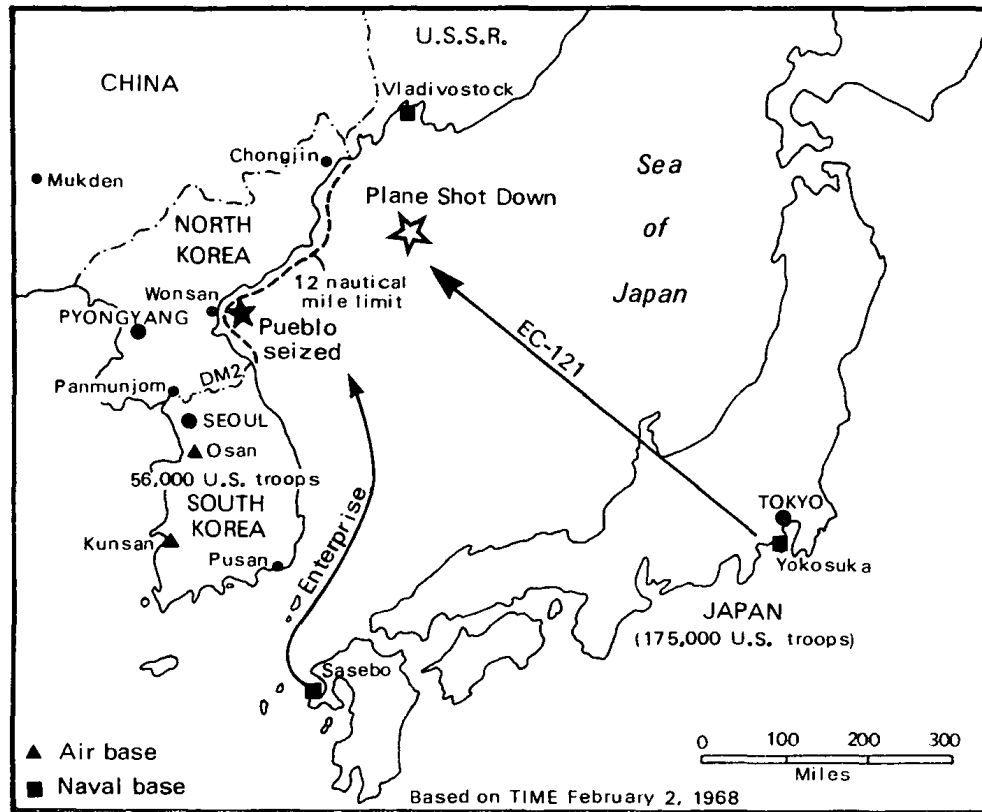 U.S.S.R.
CHINA
Vladivostock
Chongjin
Mukden
Sea
of
Japan
Plane Shot Down
NORTH
KOREA
12 nautical
mile limit
Wonsan
PYONGYANG
Pueblo
seized
EC-121
DM2
Panmunjom
SEOUL
Osan
56,000 U.S. troops
SOUTH
KOREA
Enterprise
Kunsan
Pusan
TOKYO
Yokosuka
JAPAN
(175,000 U.S. troops)
Sasebo
Air base
Naval base
0 100 200 300
Miles
Based on TIME February 2, 1968